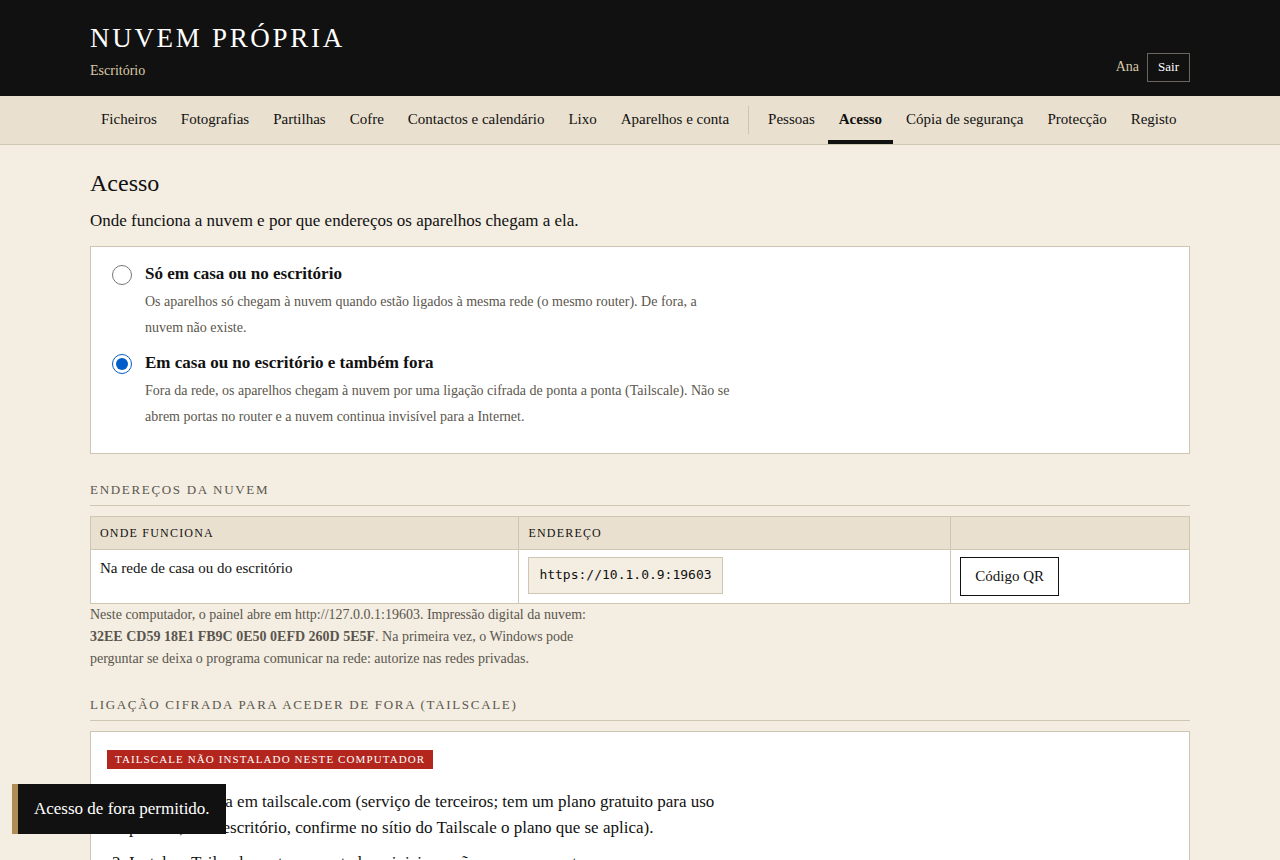 NUVEM PRÓPRIA
Escritório
Ana
Sair
Ficheiros
Fotografias
Partilhas
Cofre
Contactos e calendário
Lixo
Aparelhos e conta
Pessoas
Acesso
Cópia de segurança
Protecção
Registo
Acesso
Onde funciona a nuvem e por que endereços os aparelhos chegam a ela.
Só em casa ou no escritório
Os aparelhos só chegam à nuvem quando estão ligados à mesma rede (o mesmo router). De fora, a
nuvem não existe.
Em casa ou no escritório e também fora
Fora da rede, os aparelhos chegam à nuvem por uma ligação cifrada de ponta a ponta (Tailscale). Não se
abrem portas no router e a nuvem continua invisível para a Internet.
ENDEREÇOS DA NUVEM
ONDE FUNCIONA
ENDEREÇO
Na rede de casa ou do escritório
https://10.1.0.9:19603
Código QR
Neste computador, o painel abre em http://127.0.0.1:19603. Impressão digital da nuvem:
32EE CD59 18E1 FB9C 0E50 0EFD 260D 5E5F. Na primeira vez, o Windows pode
perguntar se deixa o programa comunicar na rede: autorize nas redes privadas.
LIGAÇÃO CIFRADA PARA ACEDER DE FORA (TAILSCALE)
TAILSCALE NÃO INSTALADO NESTE COMPUTADOR
a em tailscale.com (serviço de terceiros; tem um plano gratuito para uso
escritório, confirme no sítio do Tailscale o plano que se aplica).
Acesso de fora permitido.